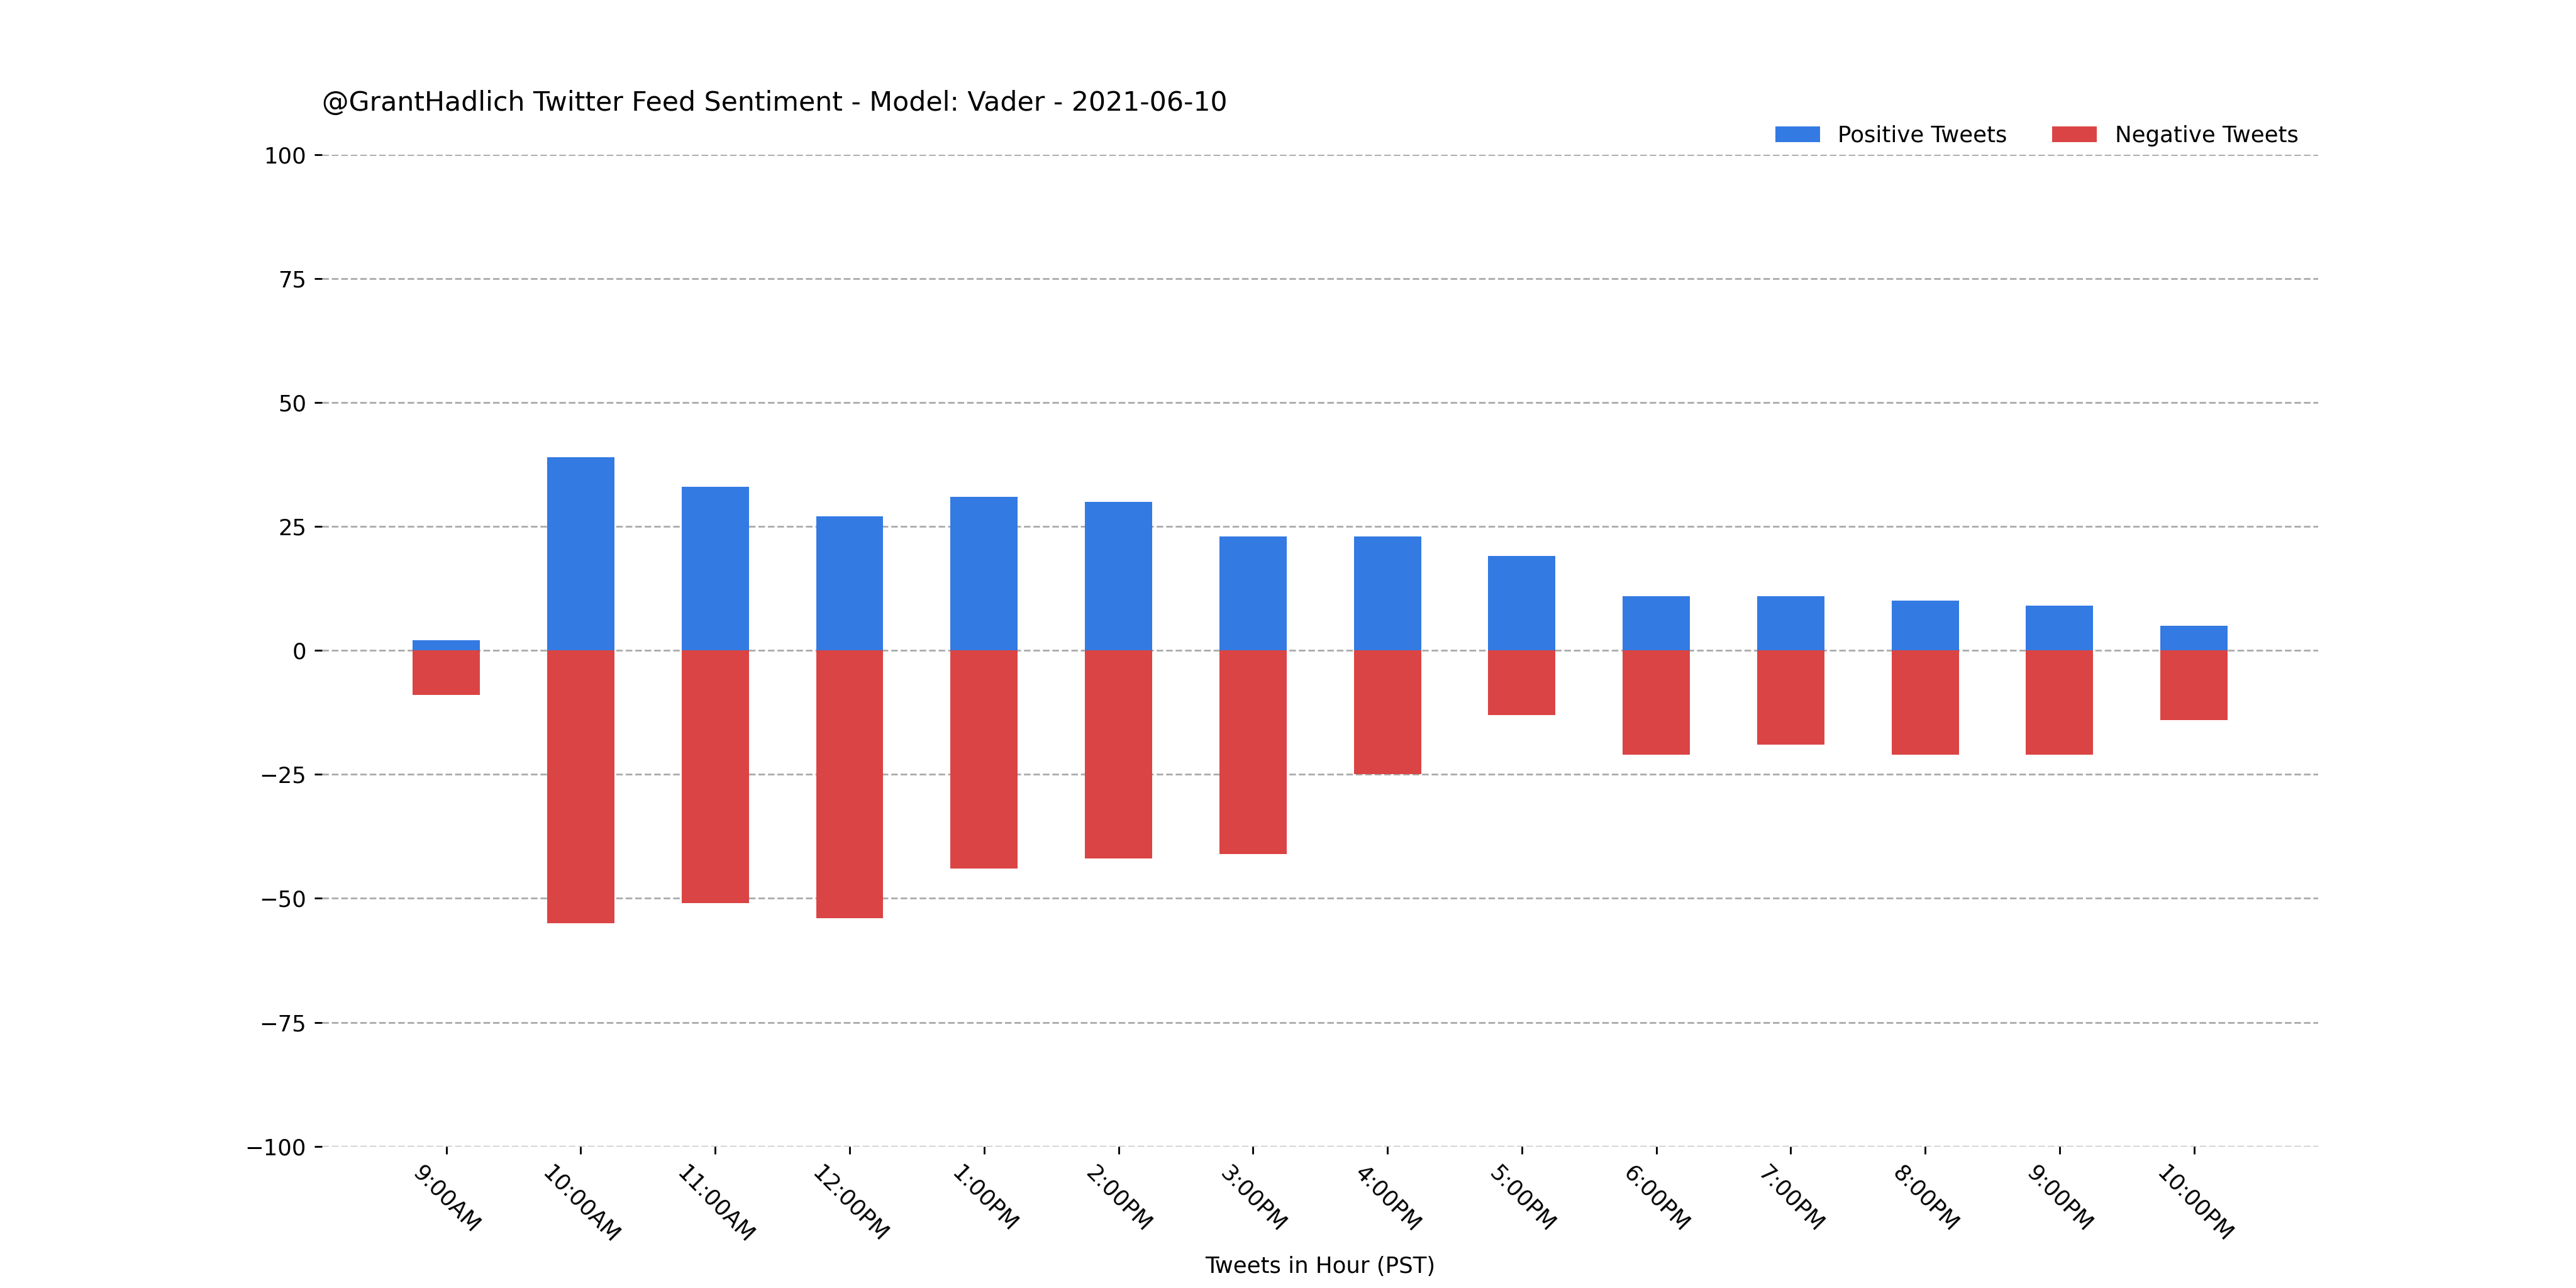 @GrantHadlich Twitter Feed Sentiment - Model: Vader - 2021-06-10
Positive Tweets
Negative Tweets
100
75
50
25
0
−25
−50
−75
−100
9:00AM
10:00AM
11:00AM
12:00PM
1:00PM
2:00PM
3:00PM
4:00PM
5:00PM
6:00PM
7:00PM
8:00PM
9:00PM
10:00PM
Tweets in Hour (PST)